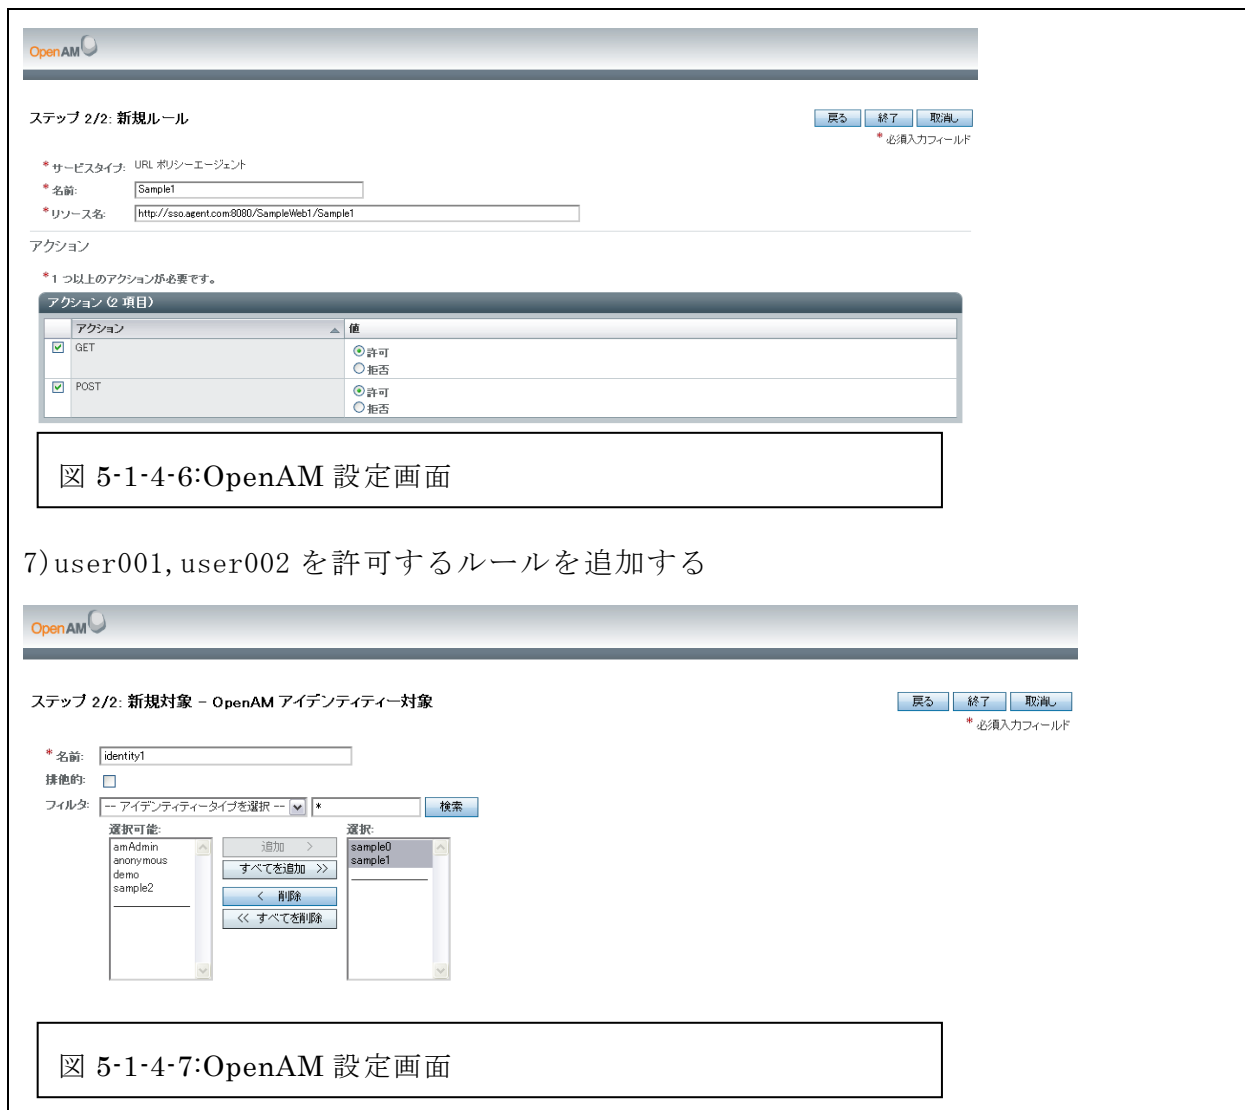 OpenAM
ステップ 2/2: 新規ルール
戻る 終了 取消し
* 必須入力フィールド
* サービスタイプ: URL ポリシーエージェント
* 名前: Sample1
* リソース名: http://sso.agent.com:8080/SampleWeb1/Sample1
アクション
* 1 つ以上のアクションが必要です。
アクション (2 項目)
アクション 値
GET 許可
拒否
POST 許可
拒否
図 5-1-4-6:OpenAM 設定画面
7)user001,user002 を許可するルールを追加する
OpenAM
ステップ 2/2: 新規対象 - OpenAM アイデンティティー対象
戻る 終了 取消し
* 必須入力フィールド
* 名前: identity1
排他的:
フィルタ: -- アイデンティティータイプを選択 -- * 検索
選択可能: 選択:
amAdmin 追加 > sample0
anonymous sample1
demo すべてを追加 >>
sample2
< 削除
<< すべてを削除
図 5-1-4-7:OpenAM 設定画面